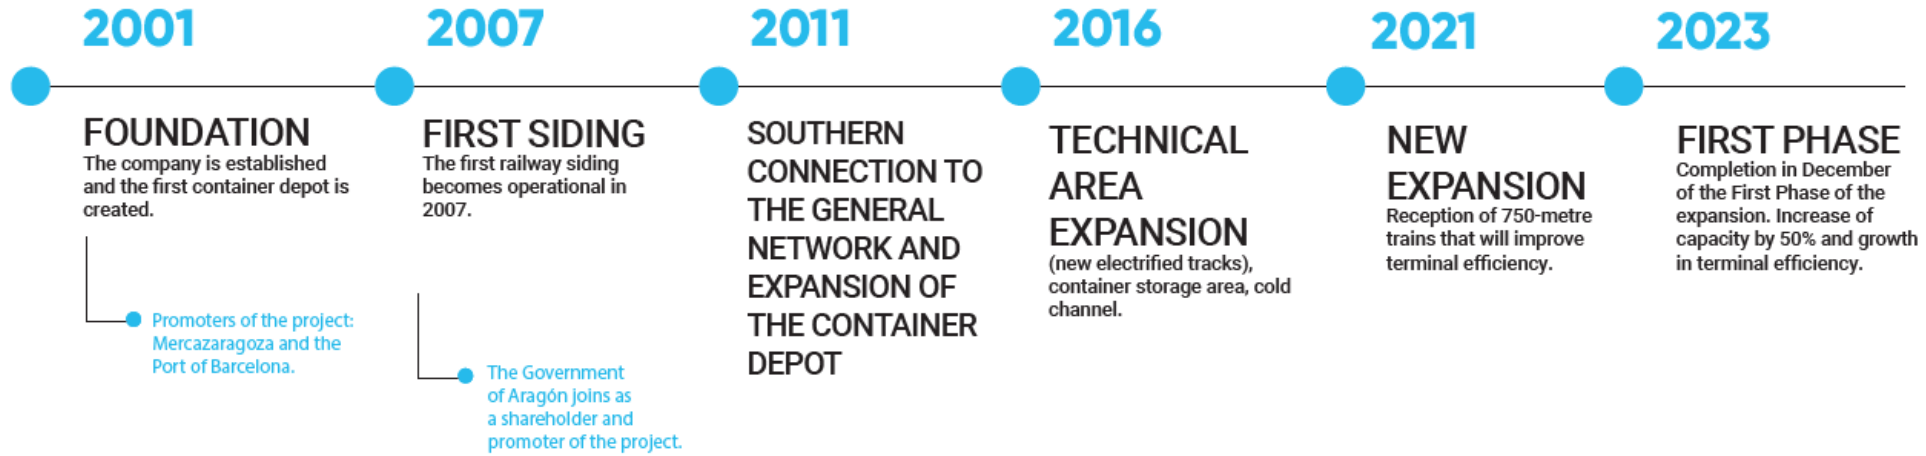 2001
FOUNDATION
The company is established
and the first container depot is
created.
Promoters of the project:
Mercazaragoza and the
Port of Barcelona.
2007
FIRST SIDING
The first railway siding
becomes operational in
2007.
The Government
of Aragón joins as
a shareholder and
promoter of the project.
2011
SOUTHERN
CONNECTION TO
THE GENERAL
NETWORK AND
EXPANSION OF
THE CONTAINER
DEPOT
2016
TECHNICAL
AREA
EXPANSION
(new electrified tracks),
container storage area, cold
channel.
2021
NEW
EXPANSION
Reception of 750-metre
trains that will improve
terminal efficiency.
2023
FIRST PHASE
Completion in December
of the First Phase of the
expansion. Increase of
capacity by 50% and growth
in terminal efficiency.